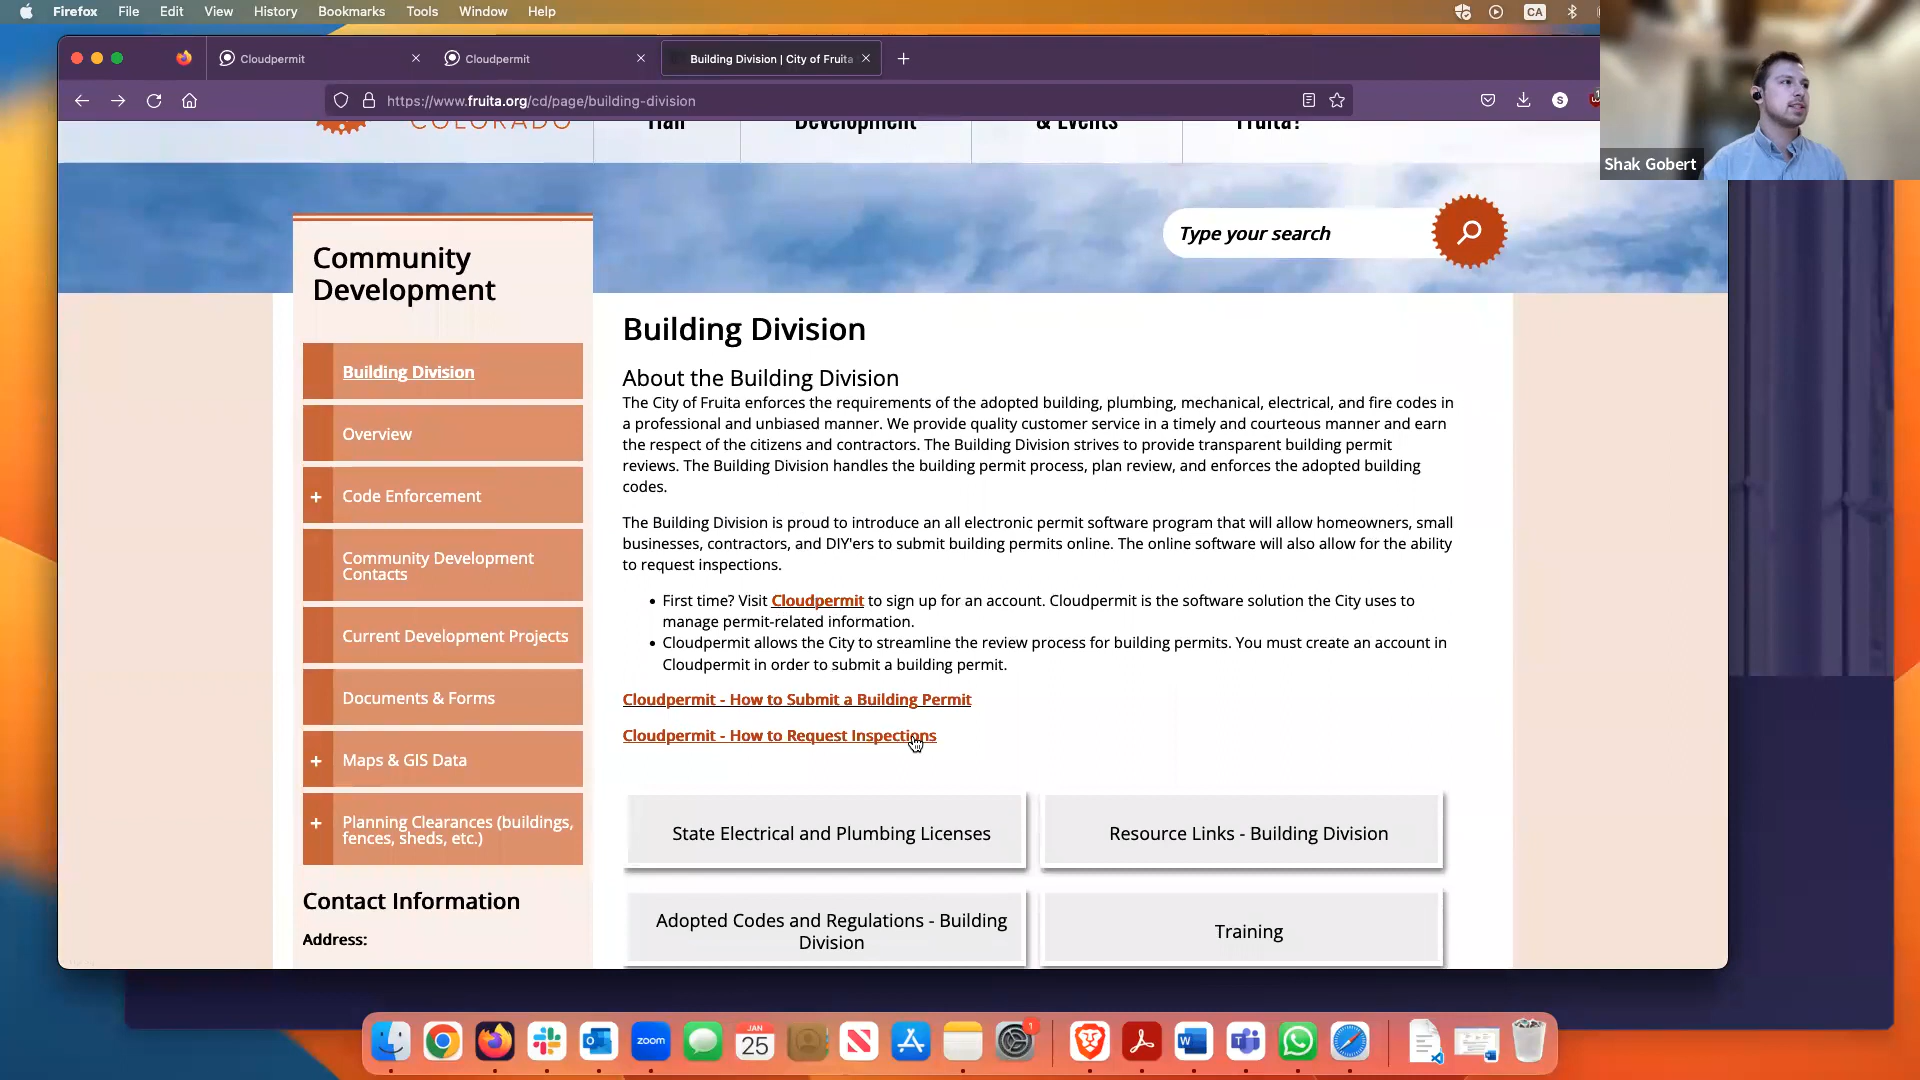 Firefox File Edit View History Bookmarks Tools Window Help
CA
Cloudpermit
Cloudpermit
Building Division | City of Fruita
https://www.fruita.org/cd/page/building-division
S
COLORADO
Hall
Development
& Events
Fruita?
Shak Gobert
Type your search
Community
Development
Building Division
Overview
+ Code Enforcement
Community Development
Contacts
Current Development Projects
Documents & Forms
+ Maps & GIS Data
+ Planning Clearances (buildings,
fences, sheds, etc.)
Contact Information
Address:
Building Division
About the Building Division
The City of Fruita enforces the requirements of the adopted building, plumbing, mechanical, electrical, and fire codes in
a professional and unbiased manner. We provide quality customer service in a timely and courteous manner and earn
the respect of the citizens and contractors. The Building Division strives to provide transparent building permit
reviews. The Building Division handles the building permit process, plan review, and enforces the adopted building
codes.
The Building Division is proud to introduce an all electronic permit software program that will allow homeowners, small
businesses, contractors, and DIY'ers to submit building permits online. The online software will also allow for the ability
to request inspections.
• First time? Visit Cloudpermit to sign up for an account. Cloudpermit is the software solution the City uses to
manage permit-related information.
• Cloudpermit allows the City to streamline the review process for building permits. You must create an account in
Cloudpermit in order to submit a building permit.
Cloudpermit - How to Submit a Building Permit
Cloudpermit - How to Request Inspections
State Electrical and Plumbing Licenses
Resource Links - Building Division
Adopted Codes and Regulations - Building
Division
Training
zoom
JAN
25
1